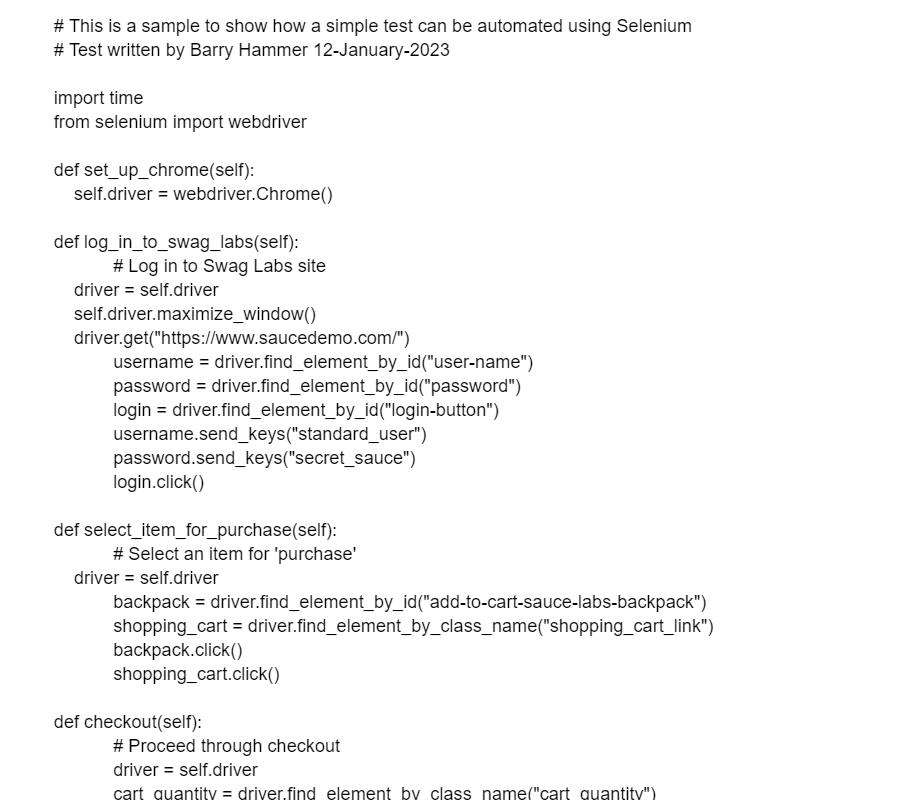 # This is a sample to show how a simple test can be automated using Selenium
# Test written by Barry Hammer 12-January-2023
import time
from selenium import webdriver
def set_up_chrome(self):
self.driver = webdriver.Chrome()
def log_in_to_swag_labs(self):
# Log in to Swag Labs site
driver = self.driver
self.driver.maximize_window()
driver.get("https://www.saucedemo.com/")
username = driver.find_element_by_id("user-name")
password = driver.find_element_by_id("password")
login = driver.find_element_by_id("login-button")
username.send_keys("standard_user")
password.send_keys("secret_sauce")
login.click()
def select_item_for_purchase(self):
# Select an item for 'purchase'
driver = self.driver
backpack = driver.find_element_by_id("add-to-cart-sauce-labs-backpack")
shopping_cart = driver.find_element_by_class_name("shopping_cart_link")
backpack.click()
shopping_cart.click()
def checkout(self):
# Proceed through checkout
driver = self.driver
cart_quantity = driver.find_element_by_class_name("cart_quantity")